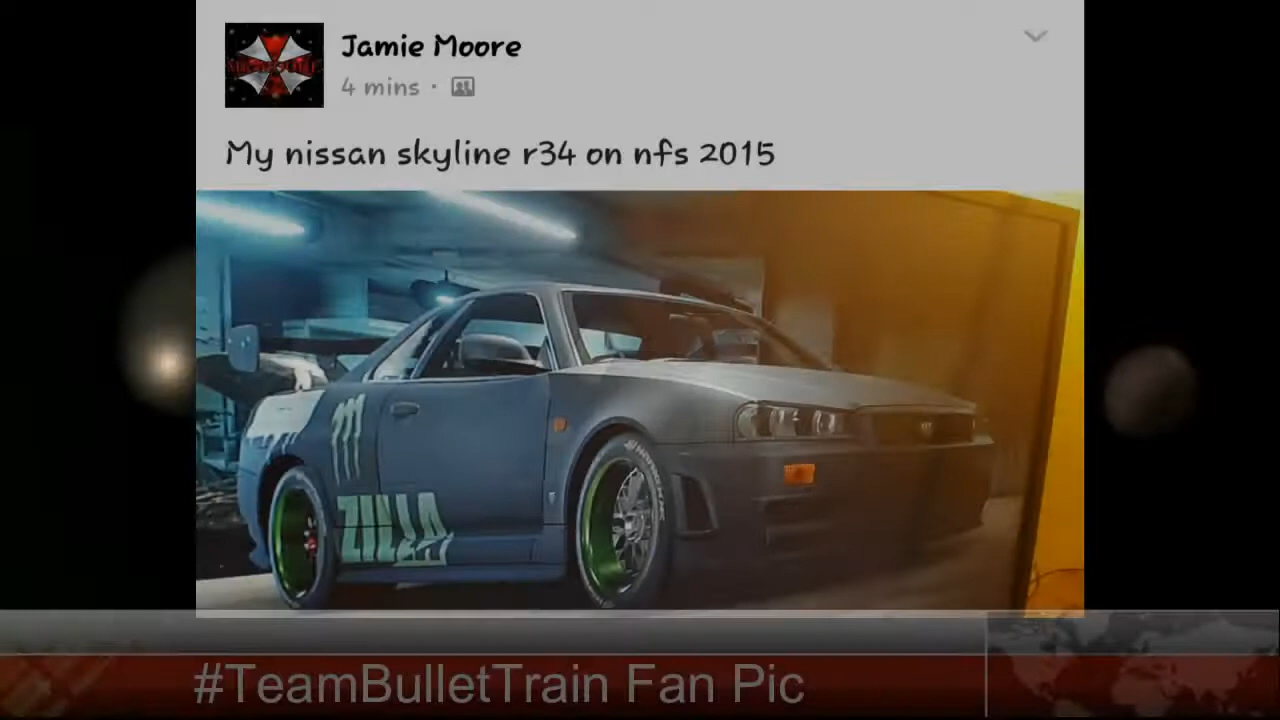 Jamie Moore
4 mins ·
My nissan skyline r34 on nfs 2015
ZILLA
#TeamBulletTrain Fan Pic